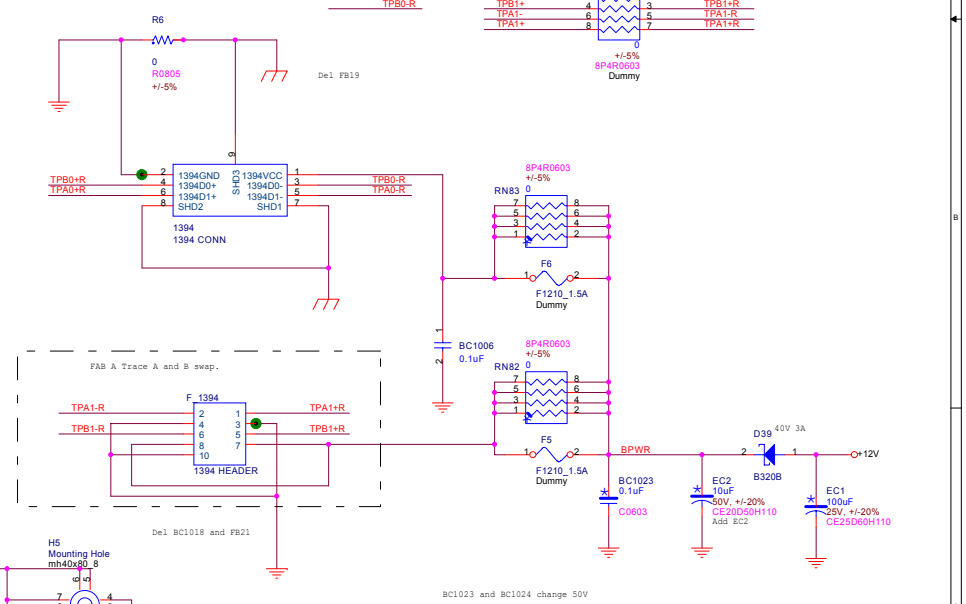 TPB0-R
TPB1+ 4 3 TPB1+R
TPA1- 6 5 TPA1-R
TPA1+ 8 7 TPA1+R
0
+/-5%
8P4R0603
Dummy
R6
0
R0805
+/-5%
Del FB19
9
SHD3
2 1394GND 1394VCC 1
TPB0+R 4 1394D0+ 1394D0- 3 TPB0-R
TPA0+R 6 1394D1+ 1394D1- 5 TPA0-R
8 SHD2 SHD1 7
1394
1394 CONN
8P4R0603
+/-5%
RN83 0
7 8
5 6
3 4
1 2
F6
1 2
F1210_1.5A
Dummy
1
BC1006
0.1uF
2
8P4R0603
+/-5%
RN82 0
7 8
5 6
3 4
1 2
F5
1 2
F1210_1.5A
Dummy
FAB A Trace A and B swap.
F_1394
TPA1-R 2 1 TPA1+R
4 3
TPB1-R 6 5 TPB1+R
8 7
10
1394 HEADER
BPWR
D39 40V 3A
2 1 +12V
B320B
BC1023
0.1uF
C0603
EC2
10uF
50V, +/-20%
CE20D50H110
Add EC2
EC1
100uF
25V, +/-20%
CE25D60H110
Del BC1018 and FB21
H5
Mounting Hole
mh40x80_8
6 5
7 4
BC1023 and BC1024 change 50V
B